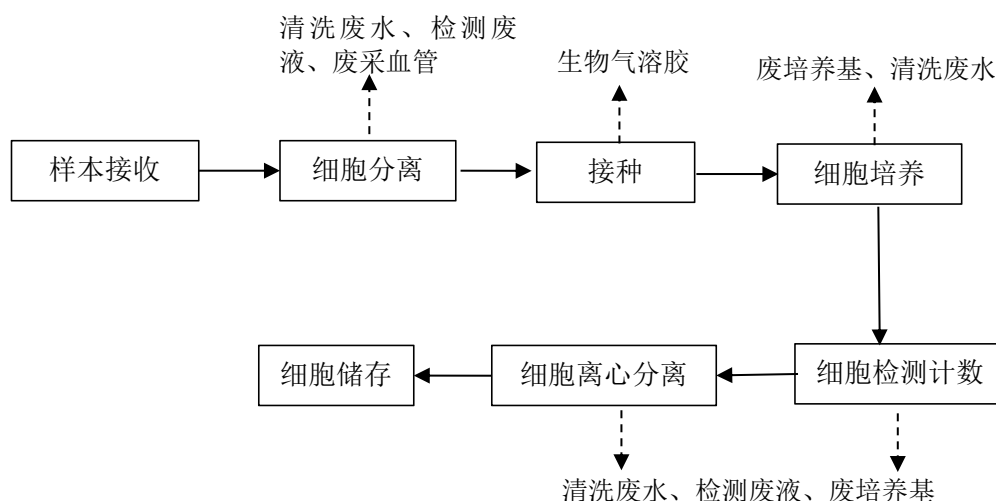 清洗废水、检测废
液、废采血管
生物气溶胶
废培养基、清洗废水
样本接收
细胞分离
接种
细胞培养
细胞储存
细胞离心分离
细胞检测计数
清洗废水、检测废液、废培养基